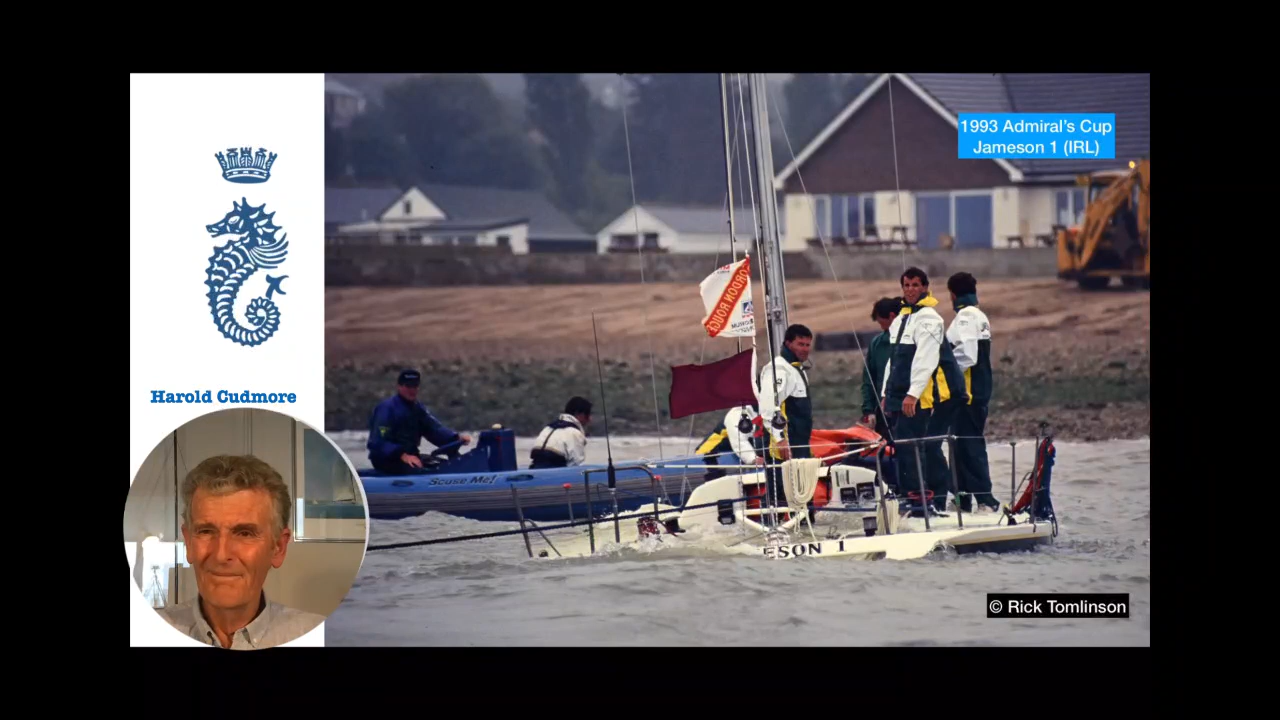 1993 Admiral's Cup
Jameson 1 (IRL)
Harold Cudmore
Scuse Me!
ESON 1
© Rick Tomlinson